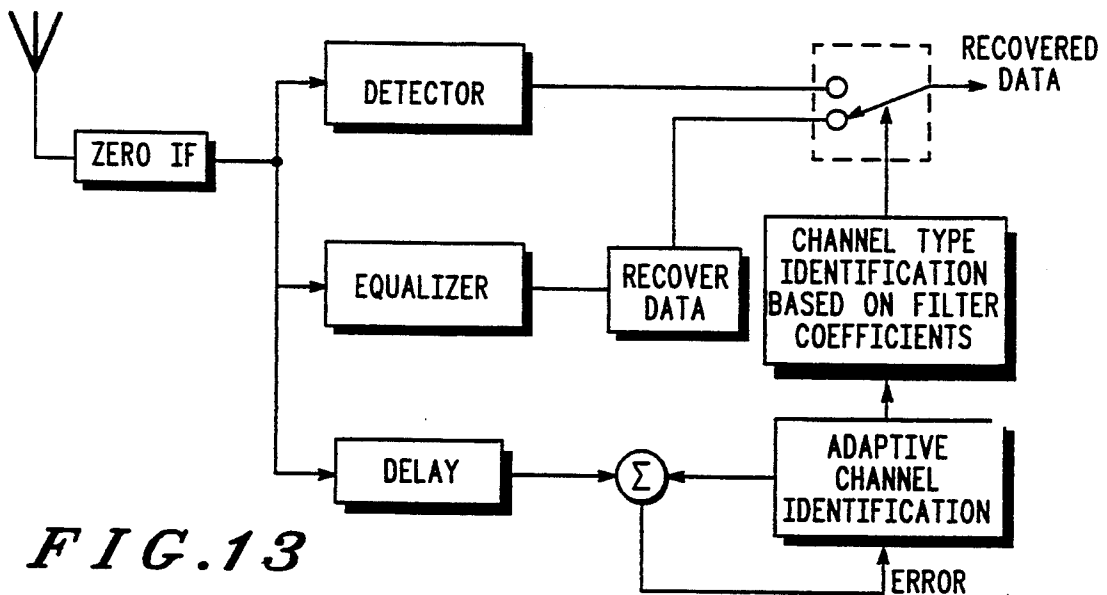 RECOVERED
DATA
DETECTOR
ZERO IF
EQUALIZER
RECOVER
DATA
CHANNEL TYPE
IDENTIFICATION
BASED ON FILTER
COEFFICIENTS
DELAY
Σ
ADAPTIVE
CHANNEL
IDENTIFICATION
ERROR
FIG.13